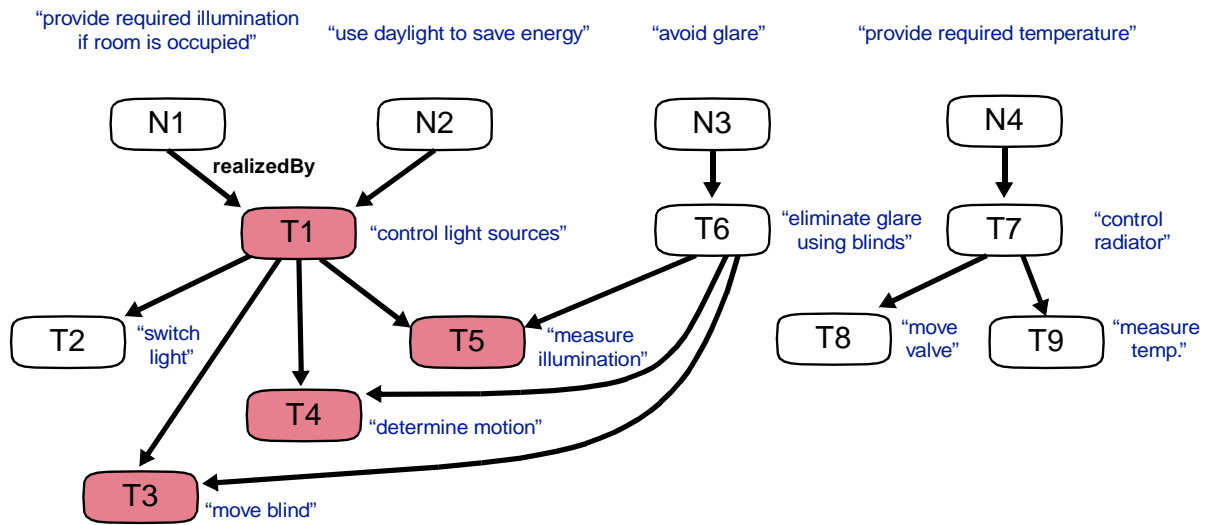 “provide required illumination
if room is occupied”
“use daylight to save energy”
“avoid glare”
“provide required temperature”
N1
N2
N3
N4
realizedBy
T1
“control light sources”
T6
“eliminate glare
using blinds”
T7
“control
radiator”
T2
“switch
light”
T5
“measure
illumination”
T8
“move
valve”
T9
“measure
temp.”
T4
“determine motion”
T3
“move blind”